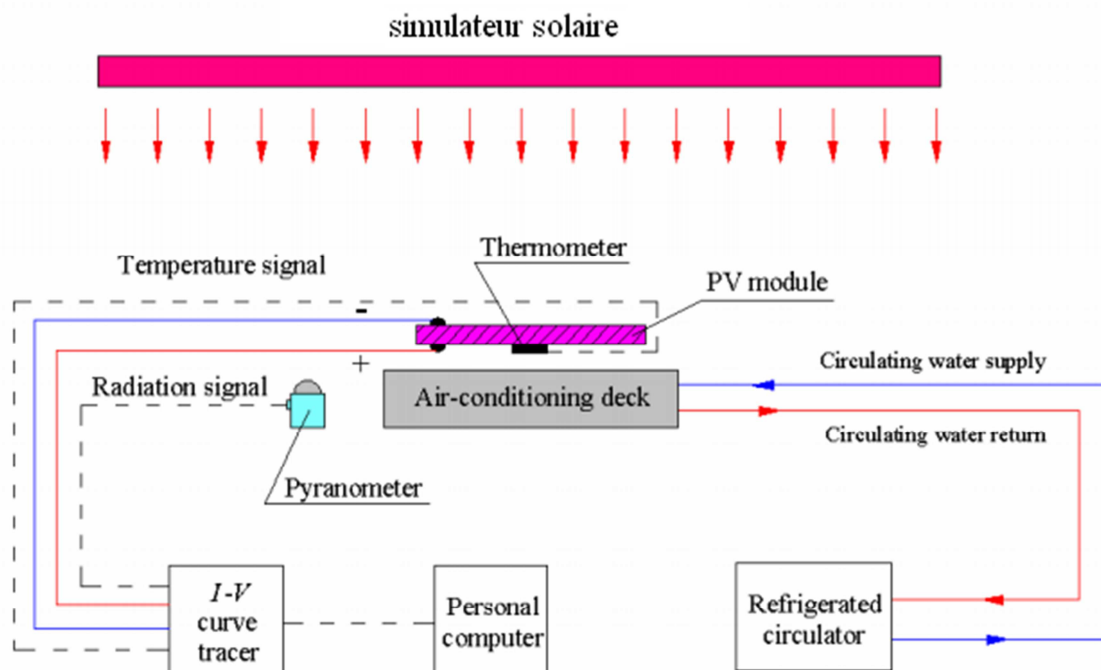 simulateur solaire
Thermometer
Temperature signal
PV module
-
+
Circulating water supply
Radiation signal
Air-conditioning deck
Circulating water return
Pyranometer
I-V
curve
tracer
Personal
computer
Refrigerated
circulator